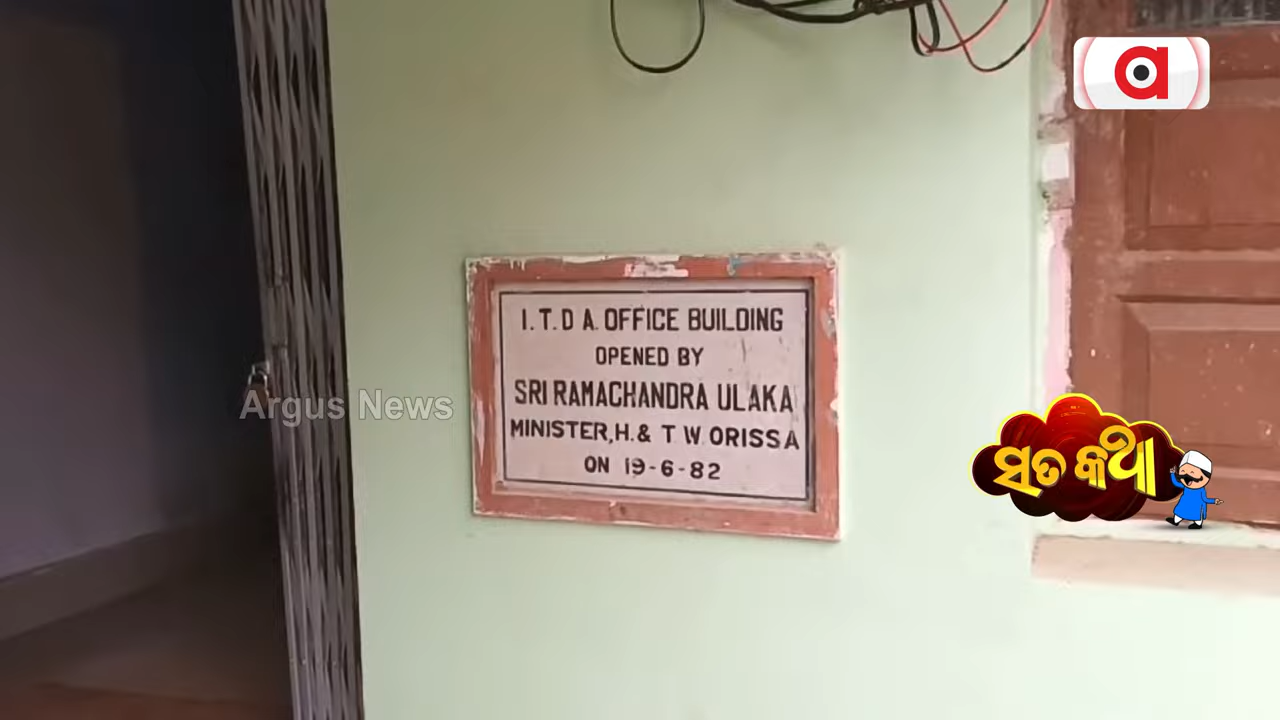 a
I. T. D A. OFFICE BUILDING
OPENED BY
SRI RAMACHANDRA ULAKA
MINISTER, H. & T. W. ORISSA
ON 19-6-82
Argus News
ସତ କଥା